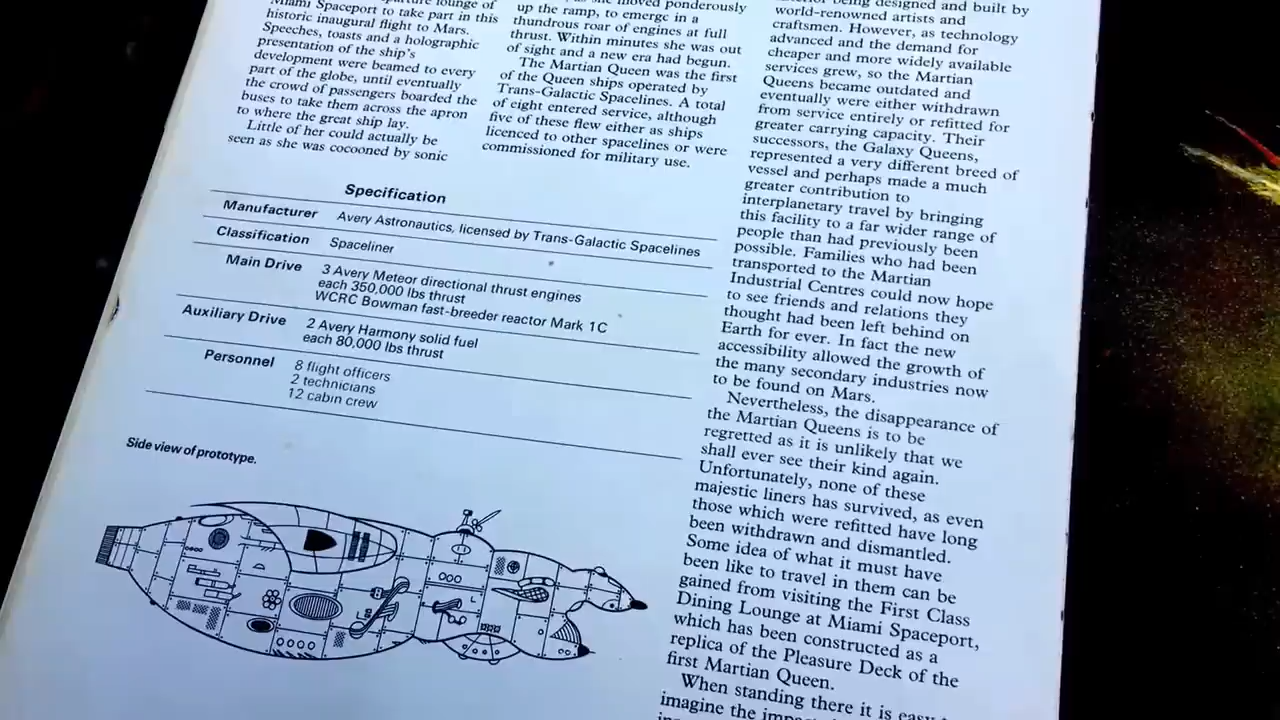 Miami Spaceport to take part in this
historic inaugural flight to Mars.
Speeches, toasts and a holographic
presentation of the ship's
development were beamed to every
part of the globe, until eventually
the crowd of passengers boarded the
buses to take them across the apron
to where the great ship lay.
Little of her could actually be
seen as she was cocooned by sonic
moved ponderously
up the ramp, to emerge in a
thundrous roar of engines at full
thrust. Within minutes she was out
of sight and a new era had begun.
The Martian Queen was the first
of the Queen ships operated by
Trans-Galactic Spacelines. A total
of eight entered service, although
five of these flew either as ships
licenced to other spacelines or were
commissioned for military use.
being designed and built by
world-renowned artists and
craftsmen. However, as technology
advanced and the demand for
cheaper and more widely available
services grew, so the Martian
Queens became outdated and
eventually were either withdrawn
from service entirely or refitted for
greater carrying capacity. Their
successors, the Galaxy Queens,
represented a very different breed of
vessel and perhaps made a much
greater contribution to
interplanetary travel by bringing
this facility to a far wider range of
people than had previously been
possible. Families who had been
transported to the Martian
Industrial Centres could now hope
to see friends and relations they
thought had been left behind on
Earth for ever. In fact the new
accessibility allowed the growth of
the many secondary industries now
to be found on Mars.
Nevertheless, the disappearance of
the Martian Queens is to be
regretted as it is unlikely that we
shall ever see their kind again.
Unfortunately, none of these
majestic liners has survived, as even
those which were refitted have long
been withdrawn and dismantled.
Some idea of what it must have
been like to travel in them can be
gained from visiting the First Class
Dining Lounge at Miami Spaceport,
which has been constructed as a
replica of the Pleasure Deck of the
first Martian Queen.
When standing there it is easy
imagine the
Specification
Manufacturer Avery Astronautics, licensed by Trans-Galactic Spacelines
Classification Spaceliner
Main Drive 3 Avery Meteor directional thrust engines
each 350,000 lbs thrust
WCRC Bowman fast-breeder reactor Mark 1C
Auxiliary Drive 2 Avery Harmony solid fuel
each 80,000 lbs thrust
Personnel 8 flight officers
2 technicians
12 cabin crew
Side view of prototype.